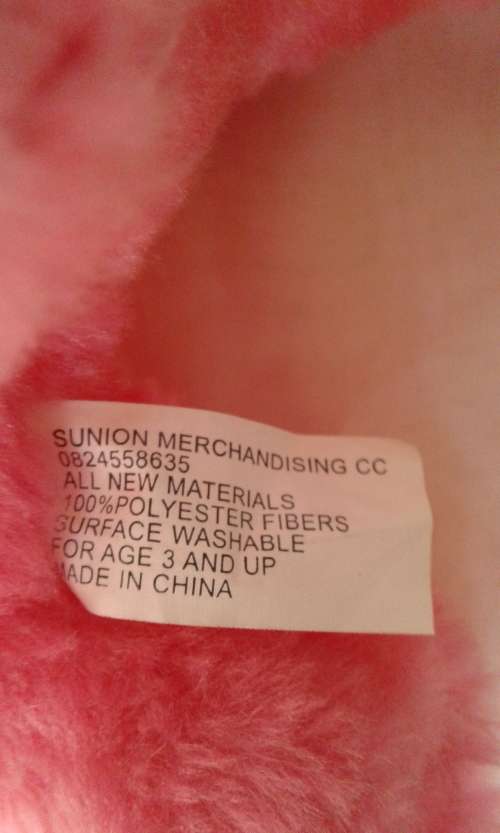 SUNION MERCHANDISING CC
0824558635
ALL NEW MATERIALS
100%POLYESTER FIBERS
SURFACE WASHABLE
FOR AGE 3 AND UP
MADE IN CHINA